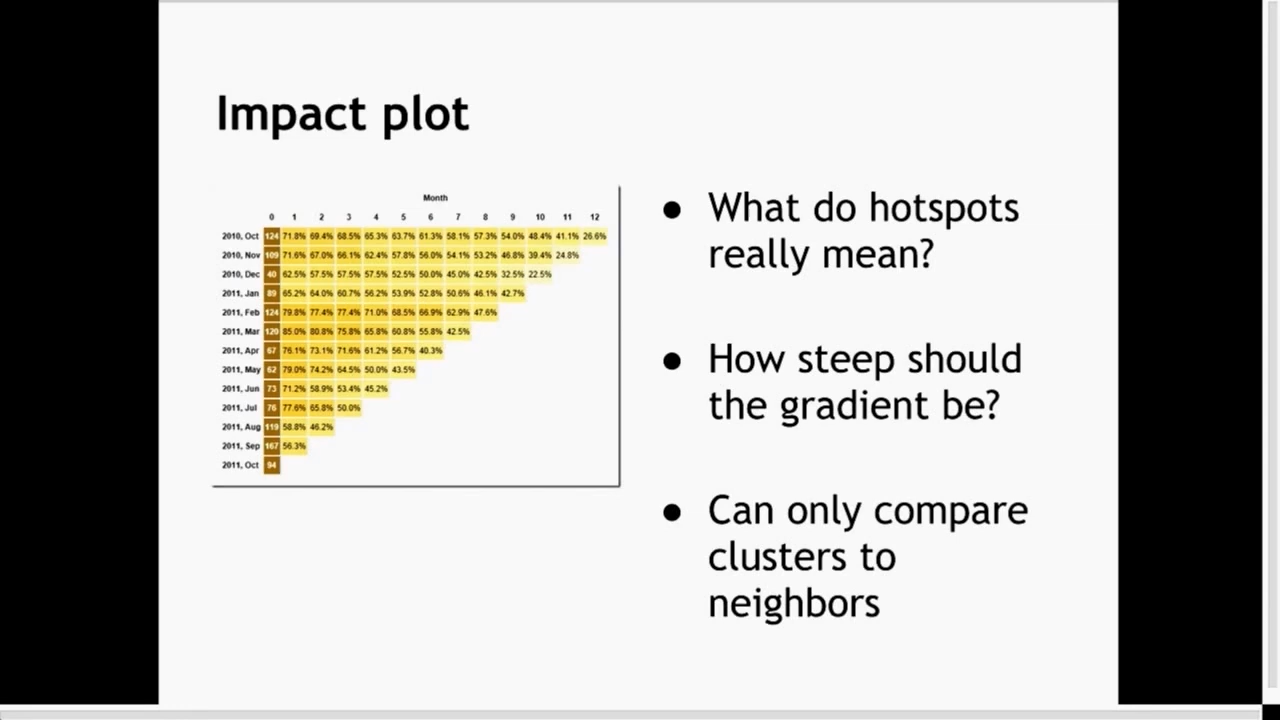 Impact plot
Month
0 1 2 3 4 5 6 7 8 9 10 11 12
2010, Oct 124 71.8% 69.4% 68.5% 65.3% 63.7% 61.3% 58.1% 57.3% 54.0% 48.4% 41.1% 26.6%
2010, Nov 109 71.6% 67.0% 66.1% 62.4% 57.8% 56.0% 54.1% 53.2% 46.8% 39.4% 24.8%
2010, Dec 40 62.5% 57.5% 57.5% 57.5% 52.5% 50.0% 45.0% 42.5% 32.5% 22.5%
2011, Jan 89 65.2% 64.0% 60.7% 56.2% 53.9% 52.8% 50.6% 46.1% 42.7%
2011, Feb 124 79.8% 77.4% 77.4% 71.0% 68.5% 66.9% 62.9% 47.6%
2011, Mar 120 85.0% 80.8% 75.8% 65.8% 60.8% 55.8% 42.5%
2011, Apr 67 76.1% 73.1% 71.6% 61.2% 56.7% 40.3%
2011, May 62 79.0% 74.2% 64.5% 50.0% 43.5%
2011, Jun 73 71.2% 58.9% 53.4% 45.2%
2011, Jul 76 77.6% 65.8% 50.0%
2011, Aug 119 58.8% 46.2%
2011, Sep 167 56.3%
2011, Oct 94
● What do hotspots
really mean?
● How steep should
the gradient be?
● Can only compare
clusters to
neighbors